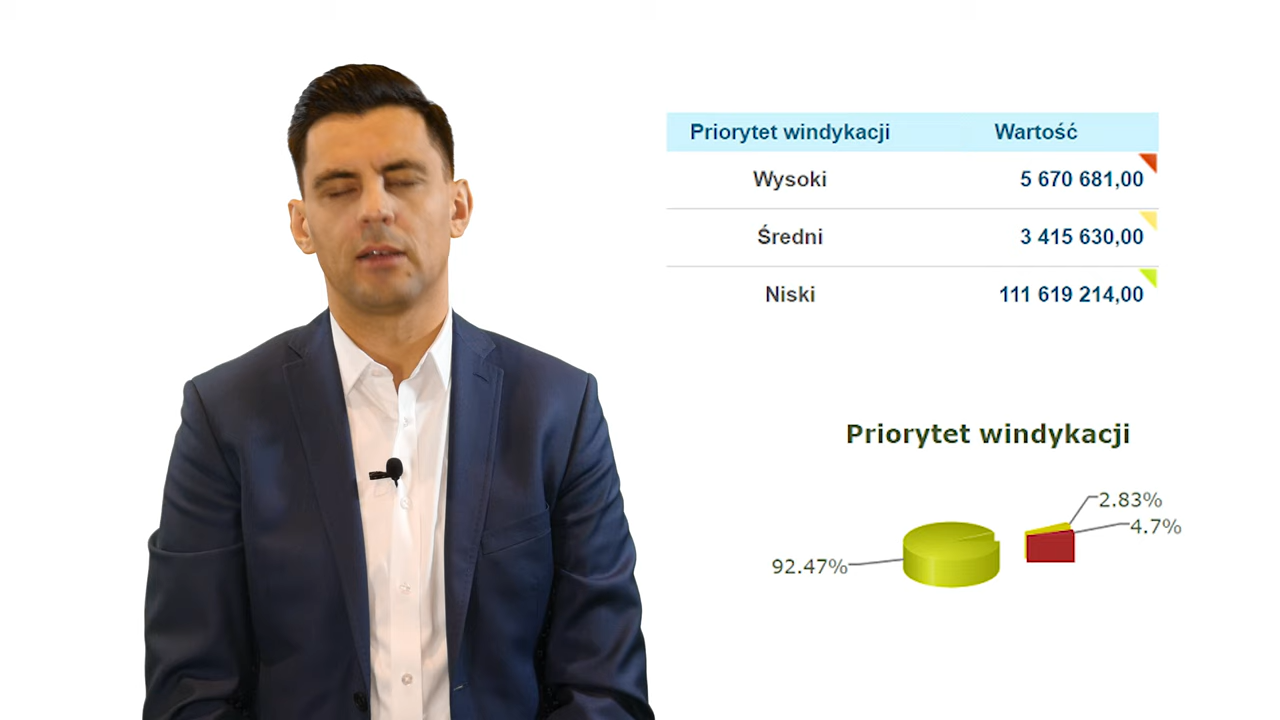 Priorytet windykacji Wartość
Wysoki 5 670 681,00
Średni 3 415 630,00
Niski 111 619 214,00
Priorytet windykacji
2.83%
4.7%
92.47%